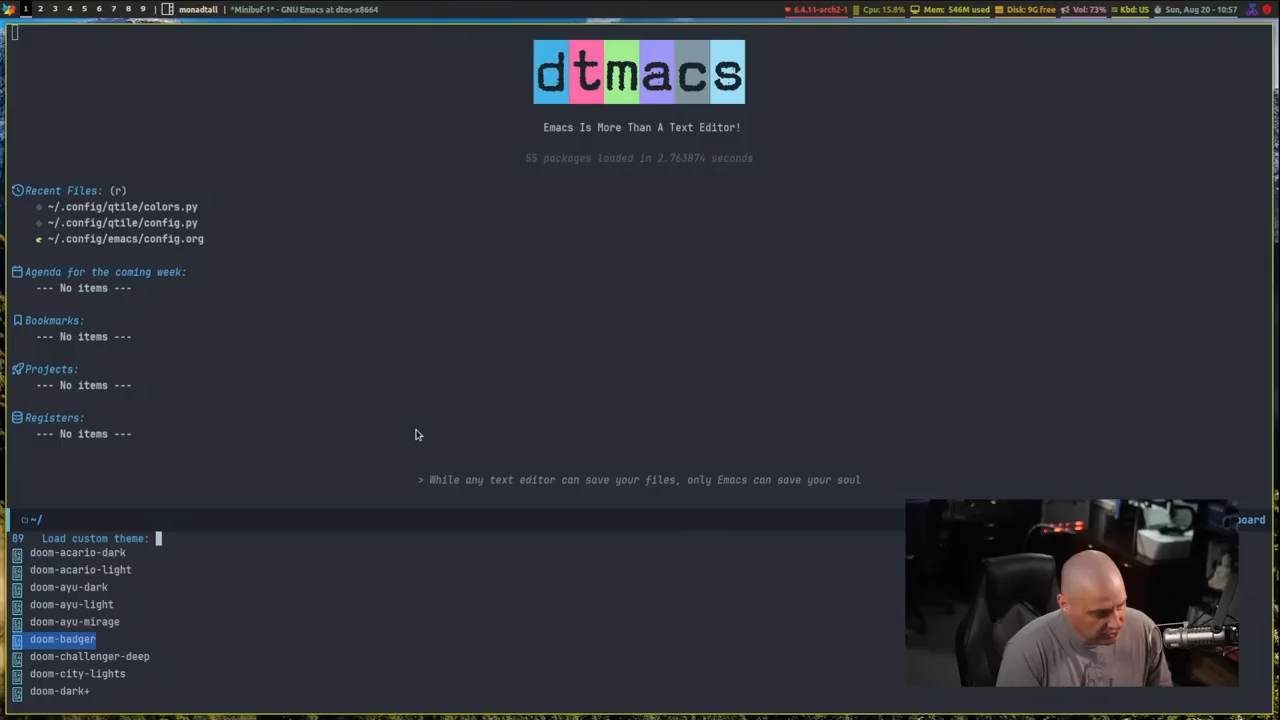 1 2 3 4 5 6 7 8 9 | monadtall | *Minibuf-1* - GNU Emacs at dtos-x8664 6.4.11-arch2-1 Cpu: 15.8% Mem: 546M used Disk: 9G free Vol: 73% Kbd: US Sun, Aug 20 - 10:57
dtmacs
Emacs Is More Than A Text Editor!
55 packages loaded in 2.763874 seconds
Recent Files: (r)
~/.config/qtile/colors.py
~/.config/qtile/config.py
~/.config/emacs/config.org
Agenda for the coming week:
--- No items ---
Bookmarks:
--- No items ---
Projects:
--- No items ---
Registers:
--- No items ---
> While any text editor can save your files, only Emacs can save your soul
~/ board
89 Load custom theme:
doom-acario-dark
doom-acario-light
doom-ayu-dark
doom-ayu-light
doom-ayu-mirage
doom-badger
doom-challenger-deep
doom-city-lights
doom-dark+